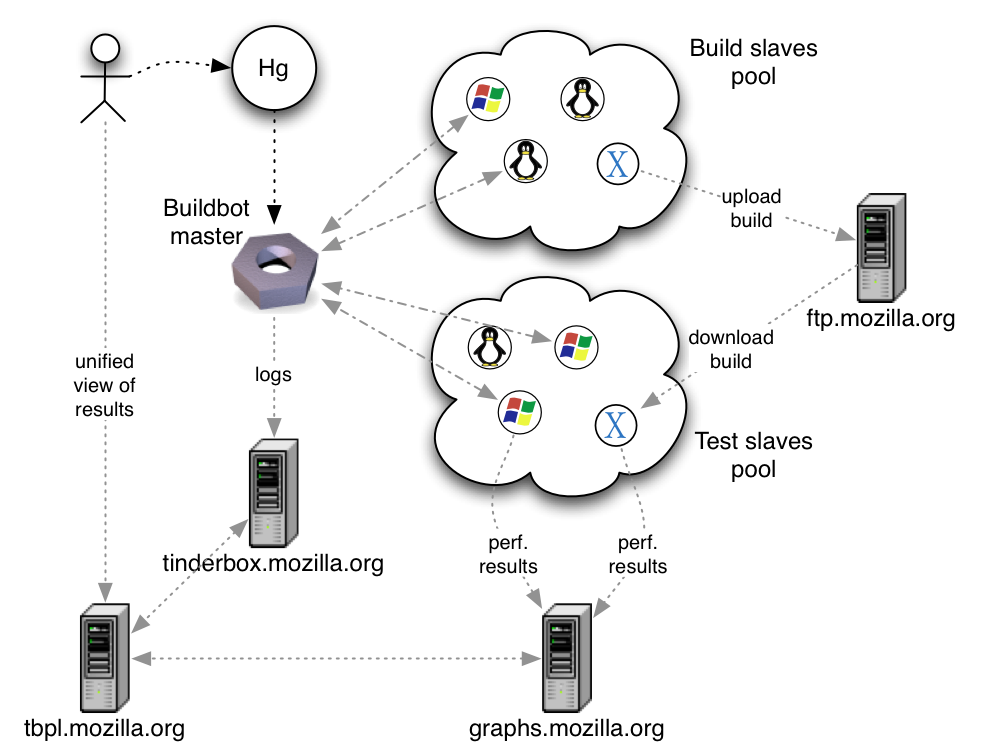 Hg
Build slaves
pool
Buildbot
master
X
upload
build
ftp.mozilla.org
download
build
unified
view of
results
logs
X
Test slaves
pool
perf.
results
perf.
results
tinderbox.mozilla.org
tbpl.mozilla.org
graphs.mozilla.org